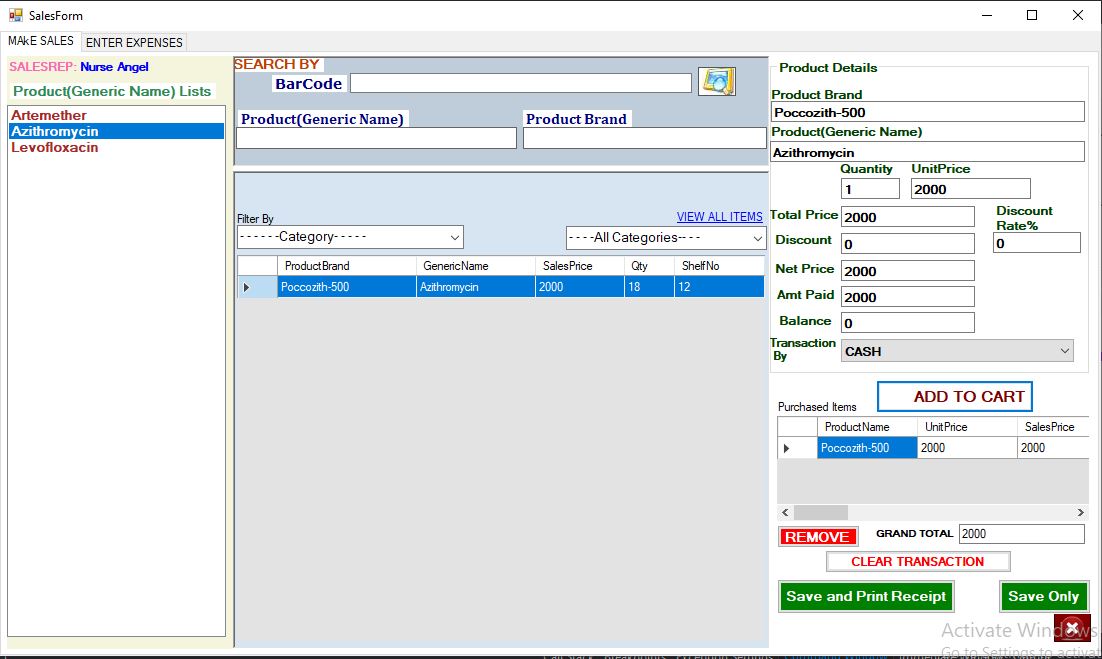 SalesForm
MAkE SALES
ENTER EXPENSES
SALESREP: Nurse Angel
Product(Generic Name) Lists
Artemether
Azithromycin
Levofloxacin
SEARCH BY
BarCode
Product(Generic Name)
Product Brand
Filter By
VIEW ALL ITEMS
------Category-----
----All Categories----
ProductBrand GenericName SalesPrice Qty ShelfNo
Poccozith-500 Azithromycin 2000 18 12
Product Details
Product Brand
Poccozith-500
Product(Generic Name)
Azithromycin
Quantity UnitPrice
1 2000
Total Price 2000
Discount Rate%
Discount 0
0
Net Price 2000
Amt Paid 2000
Balance 0
Transaction By CASH
ADD TO CART
Purchased Items
ProductName UnitPrice SalesPrice
Poccozith-500 2000 2000
REMOVE
GRAND TOTAL 2000
CLEAR TRANSACTION
Save and Print Receipt
Save Only
Activate Windows
Go to Settings to activat